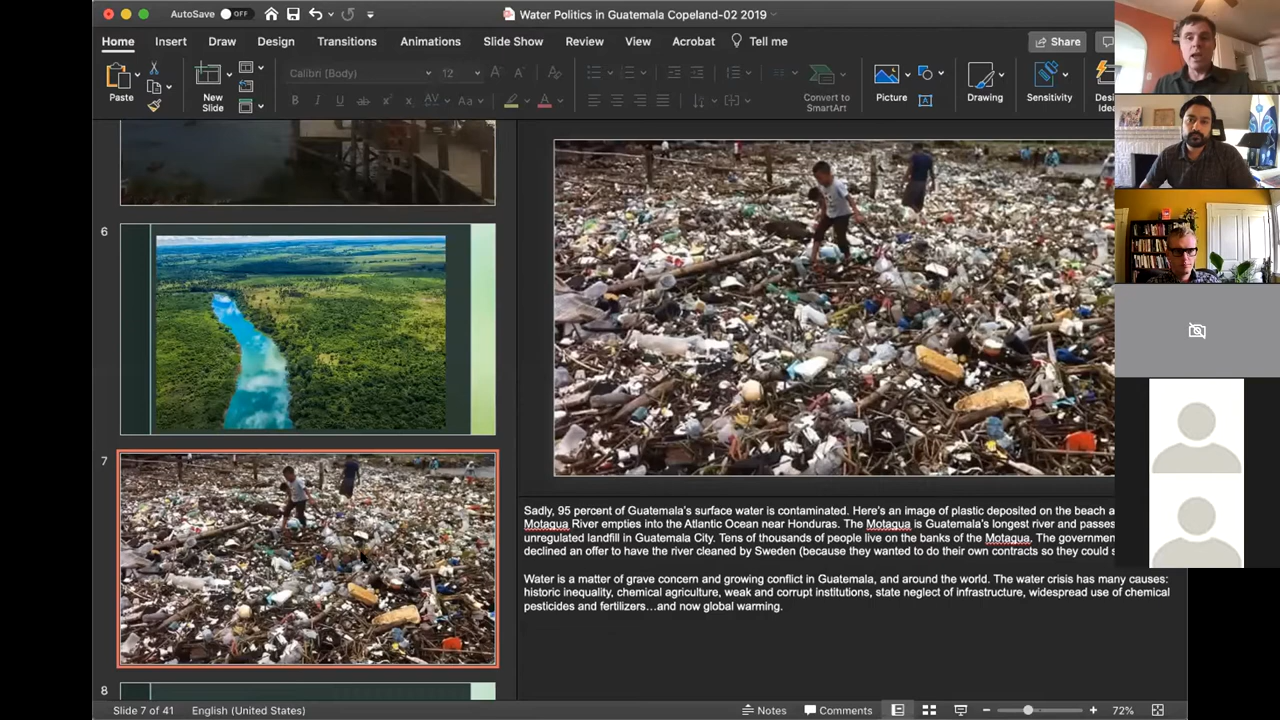 AutoSave OFF
Water Politics in Guatemala Copeland-02 2019
Home Insert Draw Design Transitions Animations Slide Show Review View Acrobat Tell me Share
Calibri (Body) 12
Paste New Slide Convert to SmartArt Picture Drawing Sensitivity
6
7
8
Sadly, 95 percent of Guatemala's surface water is contaminated. Here's an image of plastic deposited on the beach
Motagua River empties into the Atlantic Ocean near Honduras. The Motagua is Guatemala's longest river and passes
unregulated landfill in Guatemala City. Tens of thousands of people live on the banks of the Motagua. The
declined an offer to have the river cleaned by Sweden (because they wanted to do their own contracts so they could
Water is a matter of grave concern and growing conflict in Guatemala, and around the world. The water crisis has many causes:
historic inequality, chemical agriculture, weak and corrupt institutions, state neglect of infrastructure, widespread use of chemical
pesticides and fertilizers…and now global warming.
Slide 7 of 41 English (United States) Notes Comments 72%